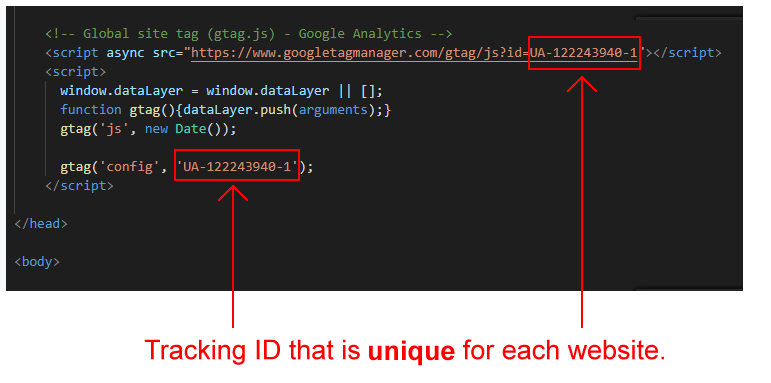 <!-- Global site tag (gtag.js) - Google Analytics -->
<script async src="https://www.googletagmanager.com/gtag/js?id=UA-122243940-1"></script>
<script>
window.dataLayer = window.dataLayer || [];
function gtag(){dataLayer.push(arguments);}
gtag('js', new Date());
gtag('config', 'UA-122243940-1');
</script>
</head>
<body>
Tracking ID that is unique for each website.